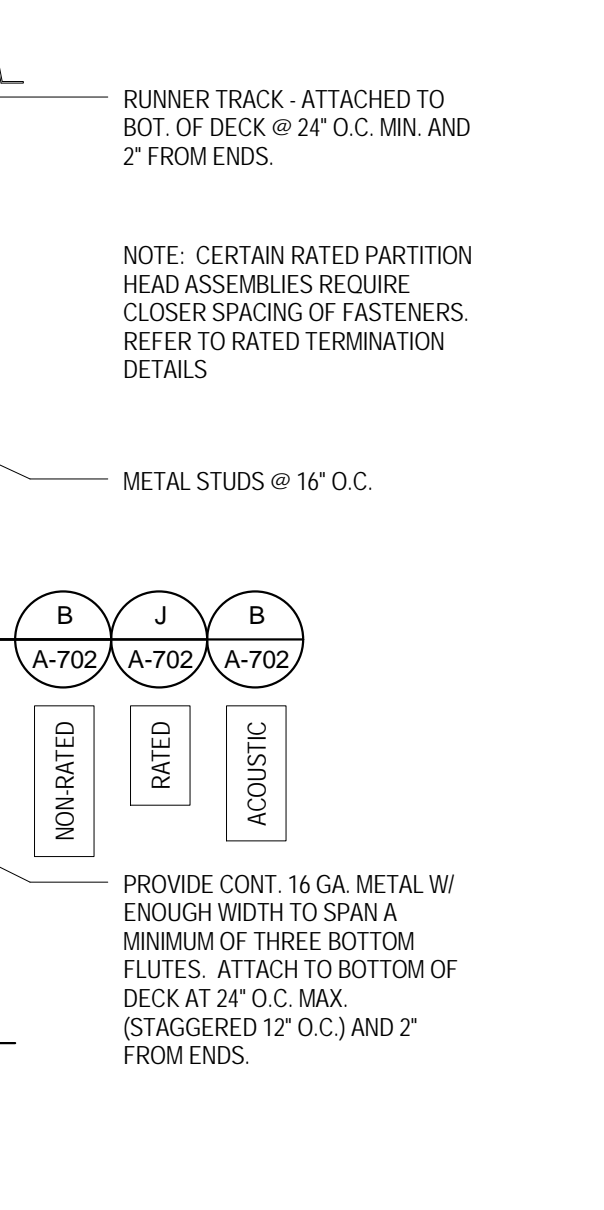 RUNNER TRACK - ATTACHED TO
BOT. OF DECK @ 24" O.C. MIN. AND
2" FROM ENDS.
NOTE:  CERTAIN RATED PARTITION
HEAD ASSEMBLIES REQUIRE
CLOSER SPACING OF FASTENERS.
REFER TO RATED TERMINATION
DETAILS
METAL STUDS @ 16" O.C.
B J B
A-702 A-702 A-702
NON-RATED
RATED
ACOUSTIC
PROVIDE CONT. 16 GA. METAL W/
ENOUGH WIDTH TO SPAN A
MINIMUM OF THREE BOTTOM
FLUTES.  ATTACH TO BOTTOM OF
DECK AT 24" O.C. MAX.
(STAGGERED 12" O.C.) AND 2"
FROM ENDS.